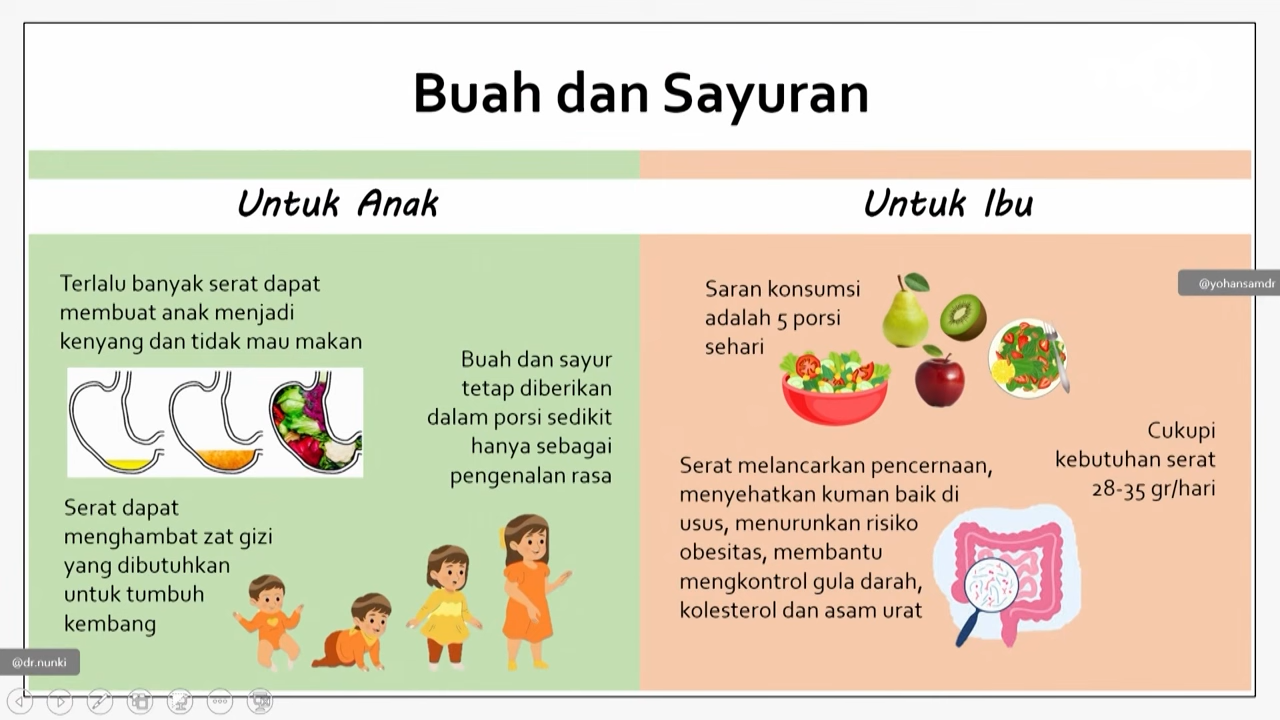 Buah dan Sayuran
Untuk Anak
Terlalu banyak serat dapat
membuat anak menjadi
kenyang dan tidak mau makan
Buah dan sayur
tetap diberikan
dalam porsi sedikit
hanya sebagai
pengenalan rasa
Serat dapat
menghambat zat gizi
yang dibutuhkan
untuk tumbuh
kembang
@dr.nunki
Untuk Ibu
Saran konsumsi
adalah 5 porsi
sehari
@yohansamdr
Cukupi
kebutuhan serat
28-35 gr/hari
Serat melancarkan pencernaan,
menyehatkan kuman baik di
usus, menurunkan risiko
obesitas, membantu
mengkontrol gula darah,
kolesterol dan asam urat